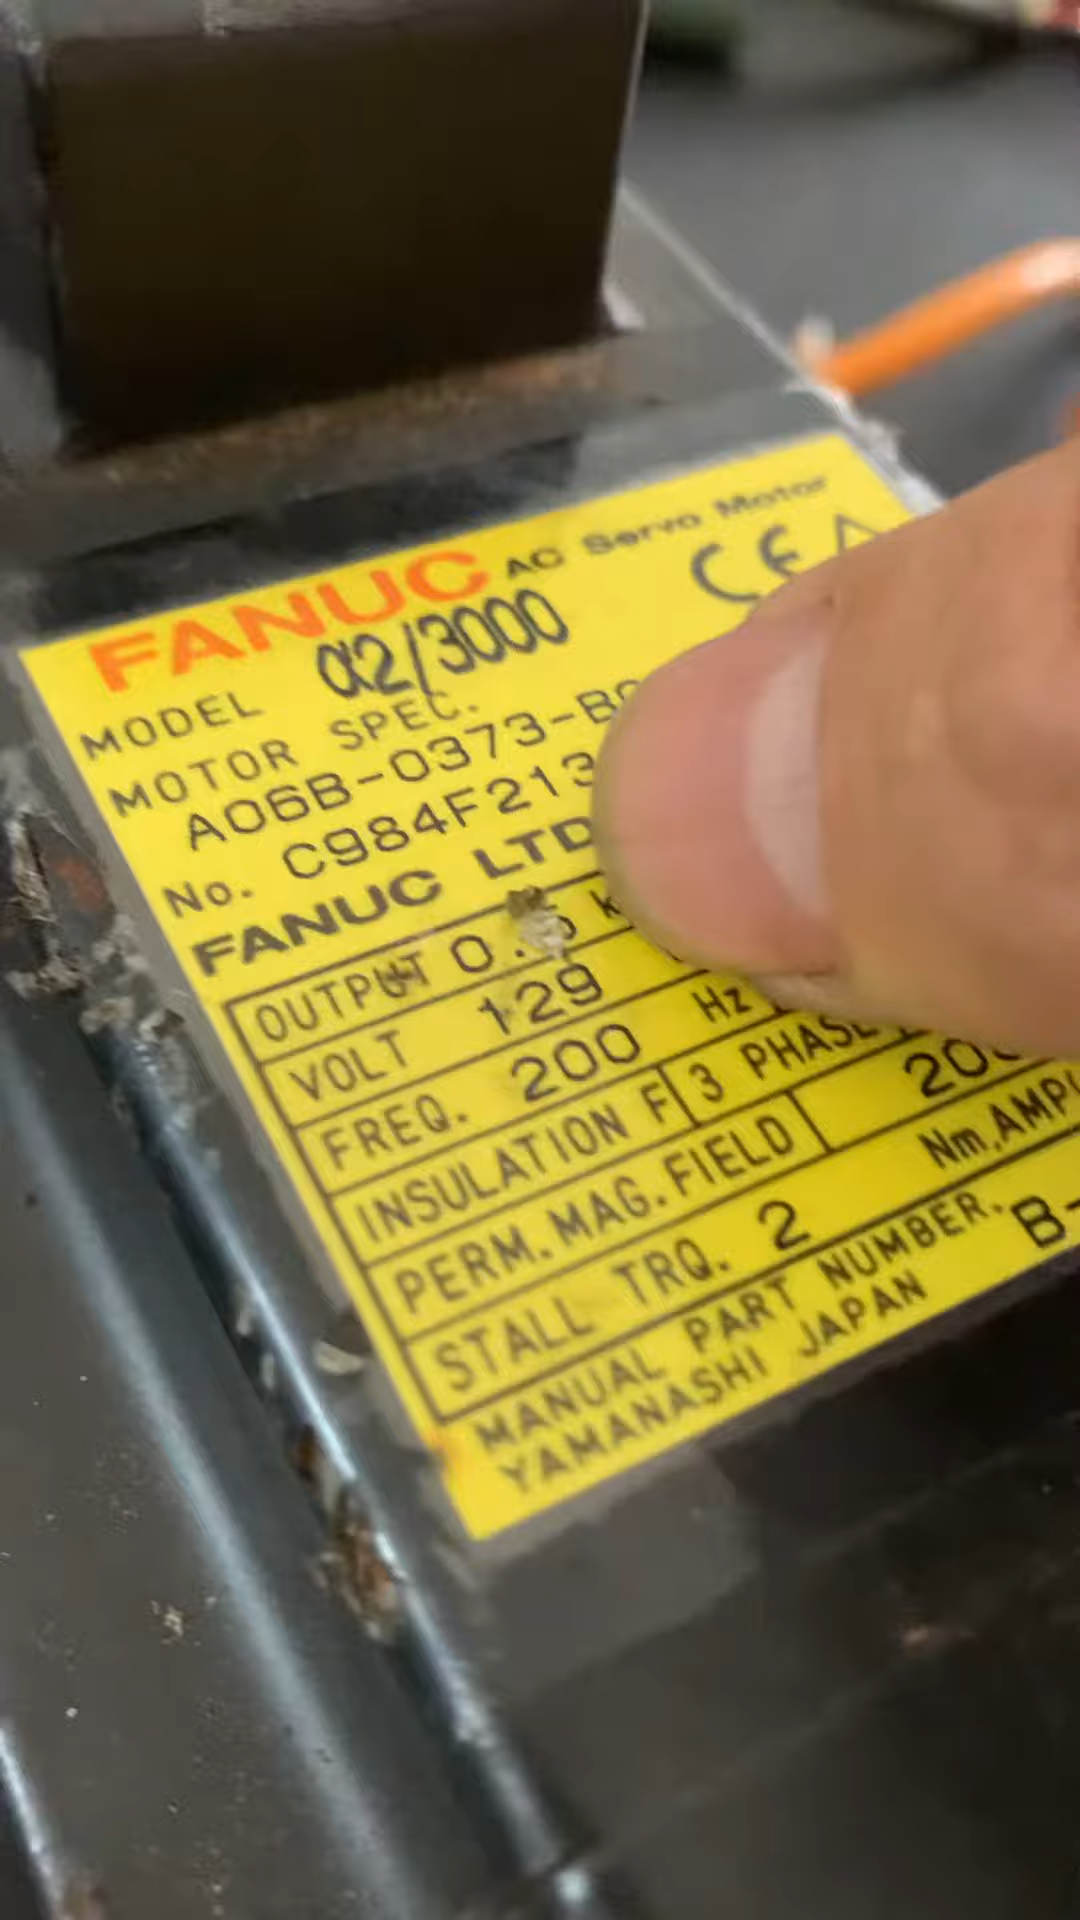 FANUC AC Servo Motor
CE
MODEL α2/3000
MOTOR SPEC.
A06B-0373-B
No. C984F213
FANUC LTD
OUTPUT 0.5 k
VOLT 129
FREQ. 200 Hz
INSULATION F 3 PHASE
PERM. MAG. FIELD 200
STALL TRQ. 2 Nm, AMP
MANUAL PART NUMBER. B-
YAMANASHI JAPAN